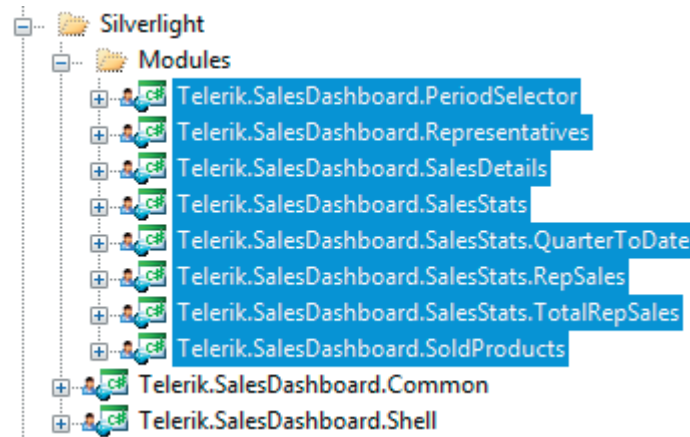 Silverlight
Modules
Telerik.SalesDashboard.PeriodSelector
Telerik.SalesDashboard.Representatives
Telerik.SalesDashboard.SalesDetails
Telerik.SalesDashboard.SalesStats
Telerik.SalesDashboard.SalesStats.QuarterToDate
Telerik.SalesDashboard.SalesStats.RepSales
Telerik.SalesDashboard.SalesStats.TotalRepSales
Telerik.SalesDashboard.SoldProducts
Telerik.SalesDashboard.Common
Telerik.SalesDashboard.Shell